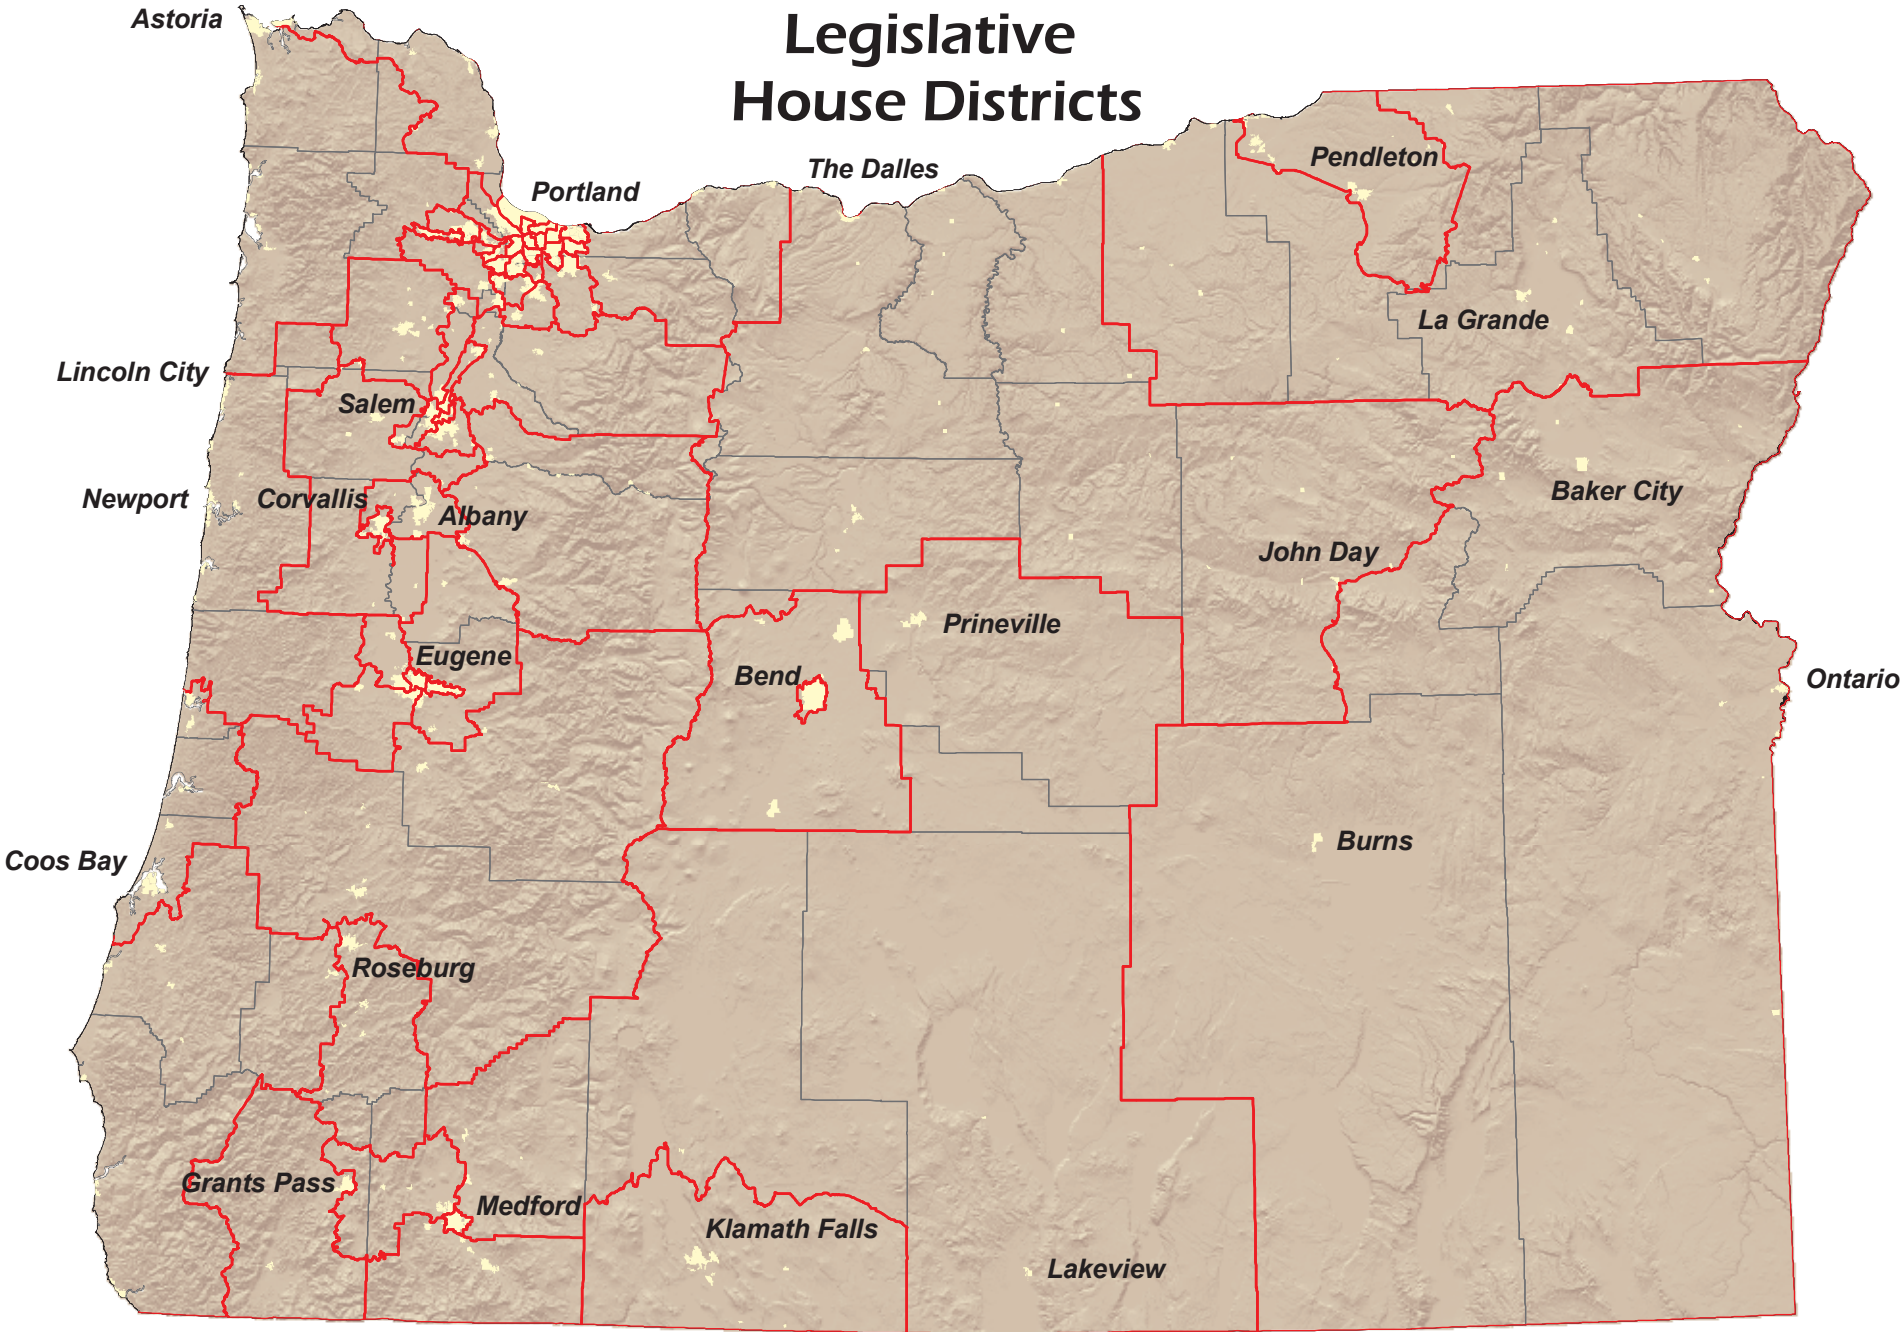 Legislative
House Districts
Astoria
The Dalles
Pendleton
Portland
La Grande
Lincoln City
Salem
Newport
Corvallis
Albany
Baker City
John Day
Prineville
Eugene
Bend
Ontario
Burns
Coos Bay
Roseburg
Grants Pass
Medford
Klamath Falls
Lakeview